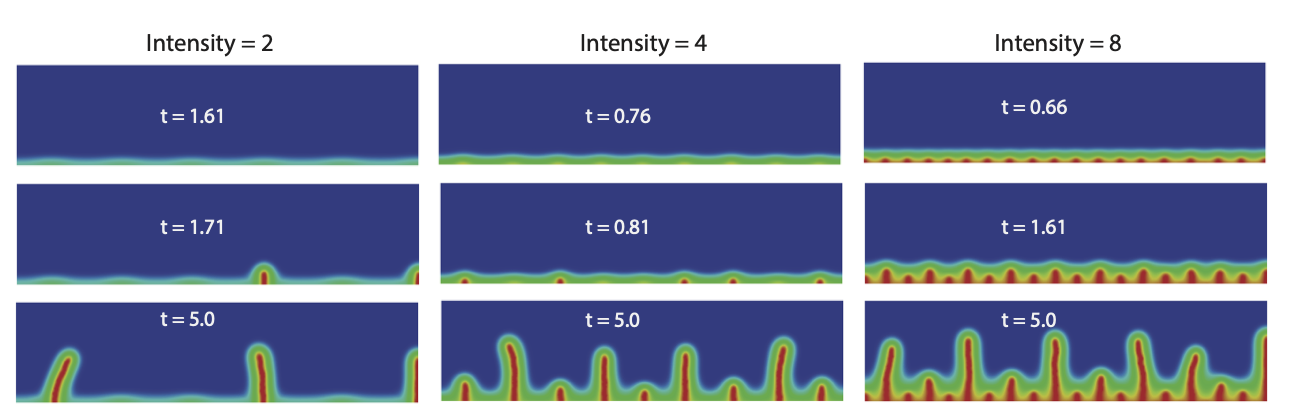 Intensity = 2
Intensity = 4
Intensity = 8
t = 1.61
t = 0.76
t = 0.66
t = 1.71
t = 0.81
t = 1.61
t = 5.0
t = 5.0
t = 5.0